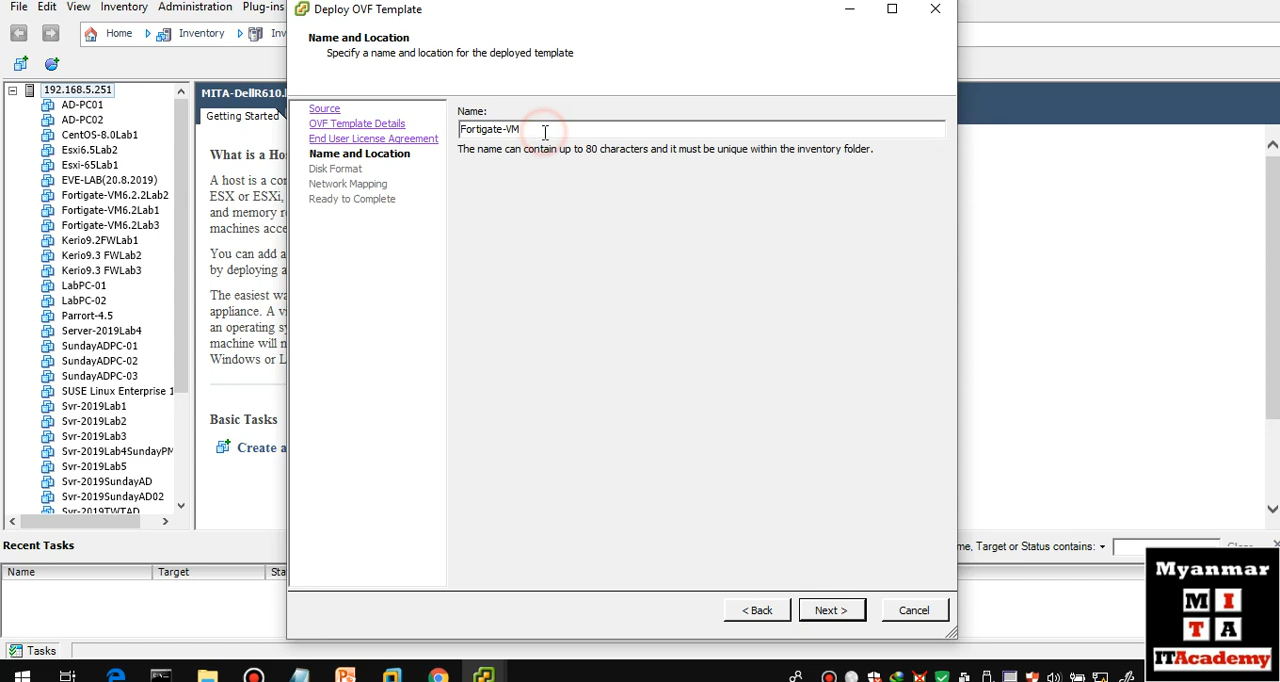 File Edit View Inventory Administration Plug-ins
Deploy OVF Template
Home Inventory
Name and Location
Specify a name and location for the deployed template
192.168.5.251
AD-PC01
AD-PC02
CentOS-8.0Lab1
Esxi6.5Lab2
Esxi-65Lab1
EVE-LAB(20.8.2019)
Fortigate-VM6.2.2Lab2
Fortigate-VM6.2Lab1
Fortigate-VM6.2Lab3
Kerio9.2FWLab1
Kerio9.3 FWLab2
Kerio9.3 FWLab3
LabPC-01
LabPC-02
Parrort-4.5
Server-2019Lab4
SundayADPC-01
SundayADPC-02
SundayADPC-03
SUSE Linux Enterprise 1
Svr-2019Lab1
Svr-2019Lab2
Svr-2019Lab3
Svr-2019Lab4SundayPM
Svr-2019Lab5
Svr-2019SundayAD
Svr-2019SundayAD02
Svr-2019TWTAD
MITA-DellR610.
Getting Started
What is a Ho
A host is a co
ESX or ESXi,
and memory r
machines acce
You can add a
by deploying a
The easiest wa
appliance. A v
an operating sy
machine will n
Windows or L
Basic Tasks
Create a
Source
OVF Template Details
End User License Agreement
Name and Location
Disk Format
Network Mapping
Ready to Complete
Name:
Fortigate-VM
The name can contain up to 80 characters and it must be unique within the inventory folder.
< Back Next > Cancel
Recent Tasks
me, Target or Status contains:
Name Target Sta
Tasks
Myanmar
M I
T A
ITAcademy